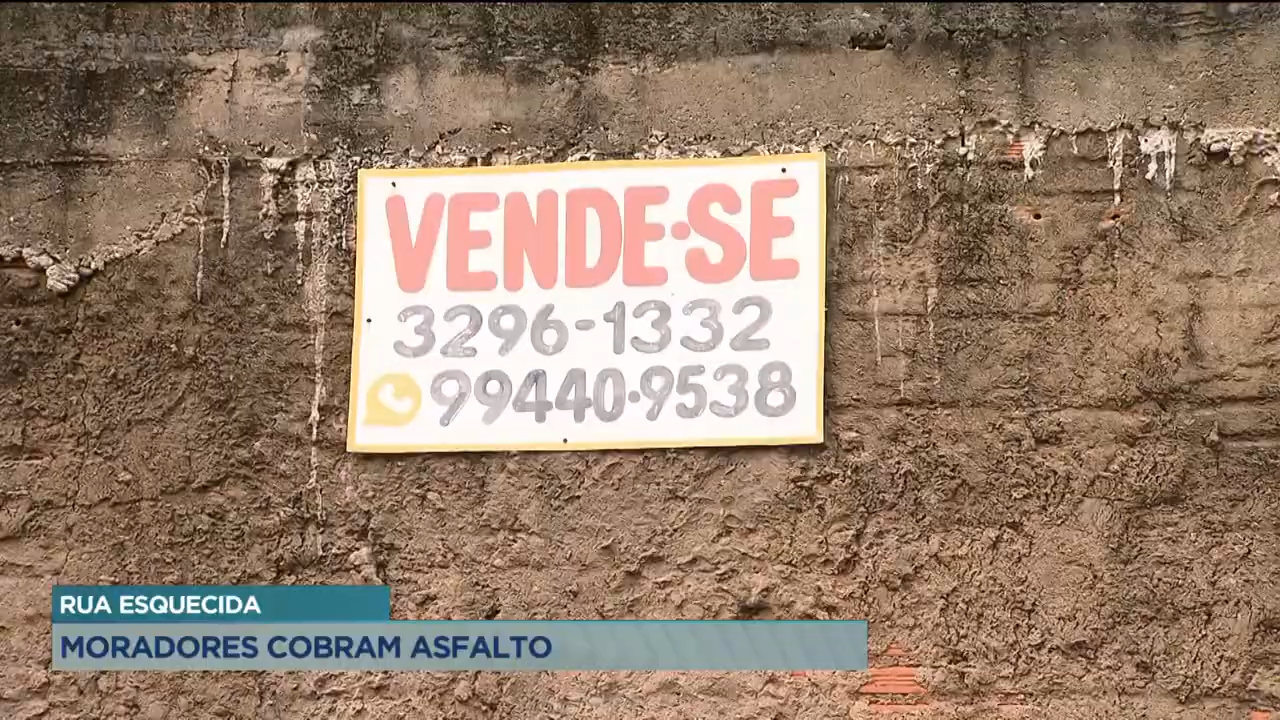 VENDE-SE
3296-1332
99440-9538
RUA ESQUECIDA
MORADORES COBRAM ASFALTO